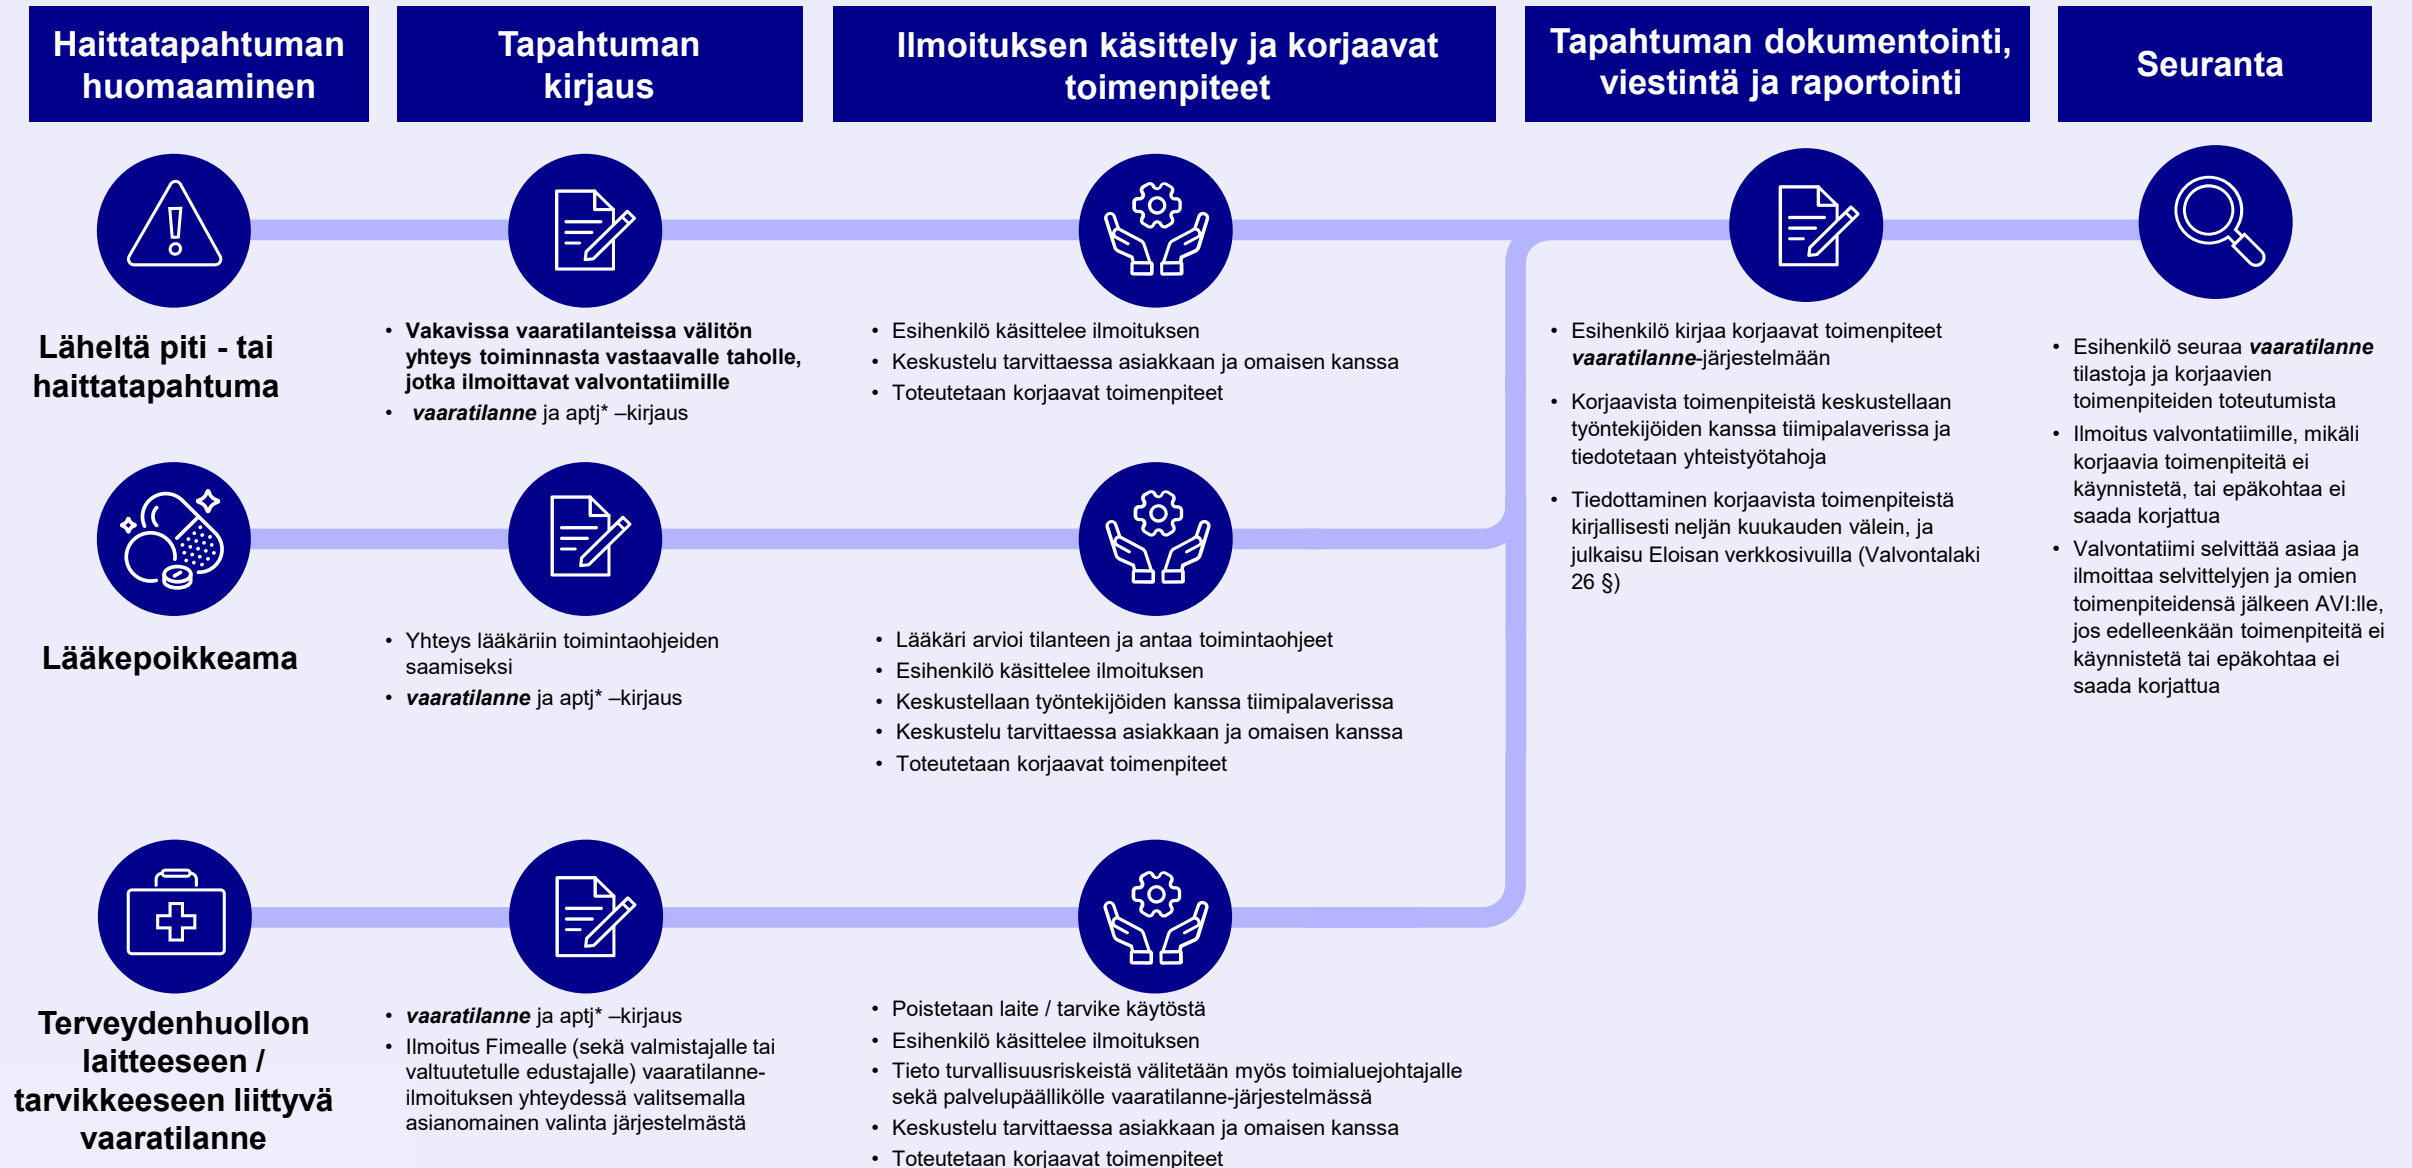 Haittatapahtuman
huomaaminen
Tapahtuman
kirjaus
Ilmoituksen käsittely ja korjaavat
toimenpiteet
Tapahtuman dokumentointi,
viestintä ja raportointi
Seuranta
Läheltä piti - tai
haittatapahtuma
• Vakavissa vaaratilanteissa välitön
yhteys toiminnasta vastaavalle taholle,
jotka ilmoittavat valvontatiimille
• vaaratilanne ja aptj* –kirjaus
• Esihenkilö käsittelee ilmoituksen
• Keskustelu tarvittaessa asiakkaan ja omaisen kanssa
• Toteutetaan korjaavat toimenpiteet
• Esihenkilö kirjaa korjaavat toimenpiteet
vaaratilanne-järjestelmään
• Korjaavista toimenpiteistä keskustellaan
työntekijöiden kanssa tiimipalaverissa ja
tiedotetaan yhteistyötahoja
• Tiedottaminen korjaavista toimenpiteistä
kirjallisesti neljän kuukauden välein, ja
julkaisu Eloisan verkkosivuilla (Valvontalaki
26 §)
• Esihenkilö seuraa vaaratilanne
tilastoja ja korjaavien
toimenpiteiden toteutumista
• Ilmoitus valvontatiimille, mikäli
korjaavia toimenpiteitä ei
käynnistetä, tai epäkohtaa ei
saada korjattua
• Valvontatiimi selvittää asiaa ja
ilmoittaa selvittelyjen ja omien
toimenpiteidensä jälkeen AVI:lle,
jos edelleenkään toimenpiteitä ei
käynnistetä tai epäkohtaa ei
saada korjattua
Lääkepoikkeama
• Yhteys lääkäriin toimintaohjeiden
saamiseksi
• vaaratilanne ja aptj* –kirjaus
• Lääkäri arvioi tilanteen ja antaa toimintaohjeet
• Esihenkilö käsittelee ilmoituksen
• Keskustellaan työntekijöiden kanssa tiimipalaverissa
• Keskustelu tarvittaessa asiakkaan ja omaisen kanssa
• Toteutetaan korjaavat toimenpiteet
Terveydenhuollon
laitteeseen /
tarvikkeeseen liittyvä
vaaratilanne
• vaaratilanne ja aptj* –kirjaus
• Ilmoitus Fimealle (sekä valmistajalle tai
valtuutetulle edustajalle) vaaratilanne-
ilmoituksen yhteydessä valitsemalla
asianomainen valinta järjestelmästä
• Poistetaan laite / tarvike käytöstä
• Esihenkilö käsittelee ilmoituksen
• Tieto turvallisuusriskeistä välitetään myös toimialuejohtajalle
sekä palvelupäällikölle vaaratilanne-järjestelmässä
• Keskustelu tarvittaessa asiakkaan ja omaisen kanssa
• Toteutetaan korjaavat toimenpiteet